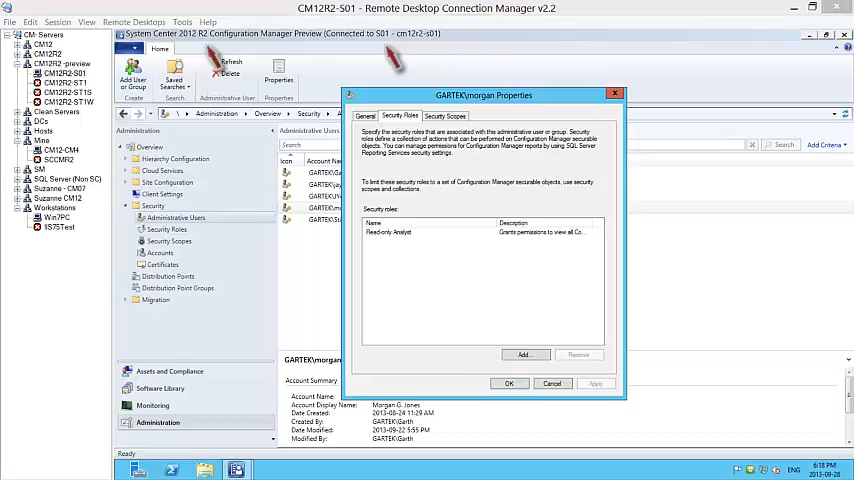 CM12R2-S01 - Remote Desktop Connection Manager v2.2
File Edit Session View Remote Desktops Tools Help
CM- Servers
CM12
CM12R2
CM12R2 -preview
CM12R2-S01
CM12R2-ST1
CM12R2-ST1S
CM12R2-ST1W
Clean Servers
DCs
Hosts
Mine
CM12-CM4
SCCMR2
SM
SQL Server (Non SC)
Suzanne - CM07
Suzanne CM12
Workstations
Win7PC
IIS75Test
System Center 2012 R2 Configuration Manager Preview (Connected to S01 - cm12r2-s01)
Home
Add User or Group
Saved Searches
Refresh
Delete
Properties
Create
Search
Administrative User
Properties
\ Administration Overview Security
Administration
Overview
Hierarchy Configuration
Cloud Services
Site Configuration
Client Settings
Security
Administrative Users
Security Roles
Security Scopes
Accounts
Certificates
Distribution Points
Distribution Point Groups
Migration
Assets and Compliance
Software Library
Monitoring
Administration
Administrative Users
Search
Search
Add Criteria
Icon Account Name
GARTEK\Ga
GARTEK\jay
GARTEK\mo
GARTEK\morgan Properties
General Security Roles Security Scopes
Specify the security roles that are associated with this administrative user or group. Security
roles define a collection of actions that can be performed on Configuration Manager securable
objects. You can manage permissions for Configuration Manager reports by using SQL Server
Reporting Services security settings.
To limit these security roles to a set of Configuration Manager securable objects, use security
scopes and collections.
Security roles:
Name Description
Read-only Analyst Grants permissions to view all Co...
Add... Remove
OK Cancel Apply
GARTEK\morgan
Account Summary
Account Name:
Account Display Name: Morgan G. Jones
Date Created: 2013-08-24 11:29 AM
Created By: GARTEK\Garth
Date Modified: 2013-09-22 5:55 PM
Modified By: GARTEK\Garth
Ready
ENG
6:18 PM
2013-09-28